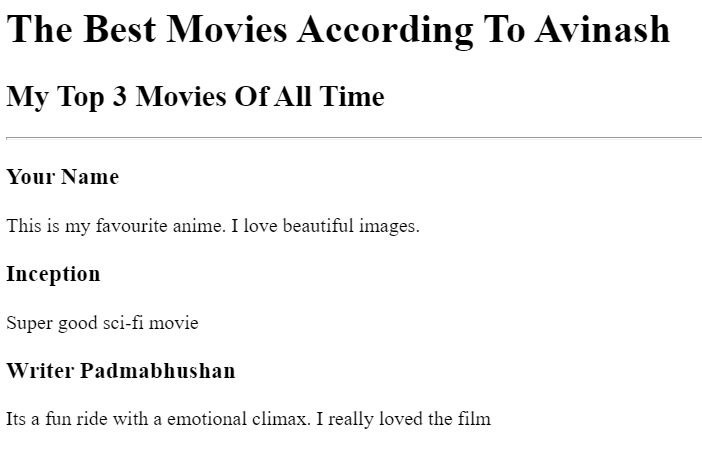 The Best Movies According To Avinash
My Top 3 Movies Of All Time
Your Name
This is my favourite anime. I love beautiful images.
Inception
Super good sci-fi movie
Writer Padmabhushan
Its a fun ride with a emotional climax. I really loved the film